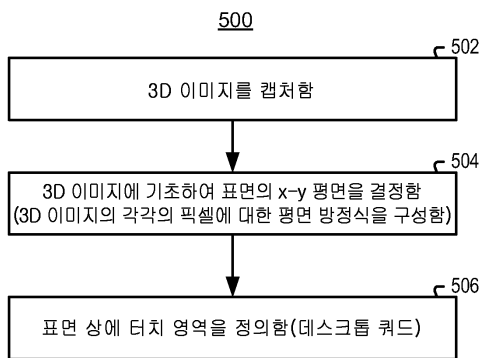 500
502
3D 이미지를 캡처함
504
3D 이미지에 기초하여 표면의 x-y 평면을 결정함
(3D 이미지의 각각의 픽셀에 대한 평면 방정식을 구성함)
506
표면 상에 터치 영역을 정의함(데스크톱 쿼드)